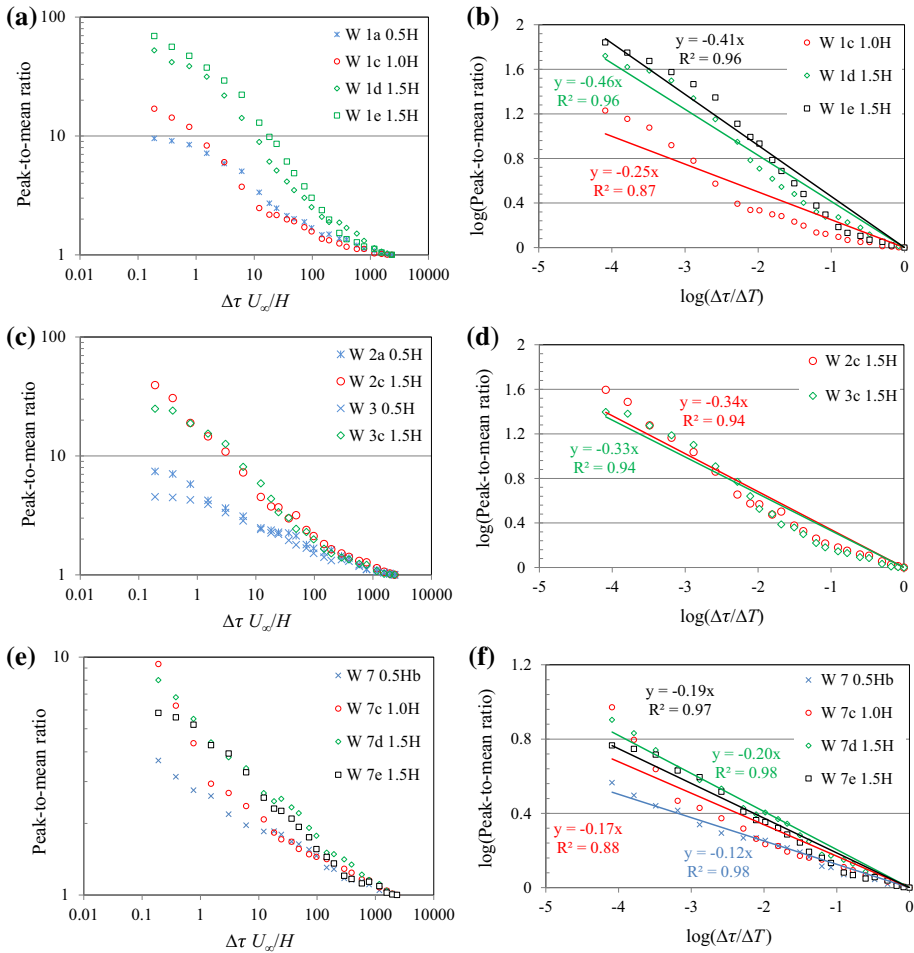 (a)
100
10
1
Peak-to-mean ratio
0.01
0.1
1
10
100
1000
10000
Δτ U∞/H
W 1a 0.5H
W 1c 1.0H
W 1d 1.5H
W 1e 1.5H
(b)
2
1.6
1.2
0.8
0.4
0
log(Peak-to-mean ratio)
-5
-4
-3
-2
-1
0
log(Δτ/ΔT)
y = -0.41x
R² = 0.96
y = -0.46x
R² = 0.96
y = -0.25x
R² = 0.87
W 1c 1.0H
W 1d 1.5H
W 1e 1.5H
(c)
100
10
1
Peak-to-mean ratio
0.01
0.1
1
10
100
1000
10000
Δτ U∞/H
W 2a 0.5H
W 2c 1.5H
W 3 0.5H
W 3c 1.5H
(d)
2
1.6
1.2
0.8
0.4
0
log(Peak-to-mean ratio)
-5
-4
-3
-2
-1
0
log(Δτ/ΔT)
y = -0.34x
R² = 0.94
y = -0.33x
R² = 0.94
W 2c 1.5H
W 3c 1.5H
(e)
10
1
Peak-to-mean ratio
0.01
0.1
1
10
100
1000
10000
Δτ U∞/H
W 7 0.5Hb
W 7c 1.0H
W 7d 1.5H
W 7e 1.5H
(f)
1.2
0.8
0.4
0
log(Peak-to-mean ratio)
-5
-4
-3
-2
-1
0
log(Δτ/ΔT)
y = -0.19x
R² = 0.97
y = -0.20x
R² = 0.98
y = -0.17x
R² = 0.88
y = -0.12x
R² = 0.98
W 7 0.5Hb
W 7c 1.0H
W 7d 1.5H
W 7e 1.5H